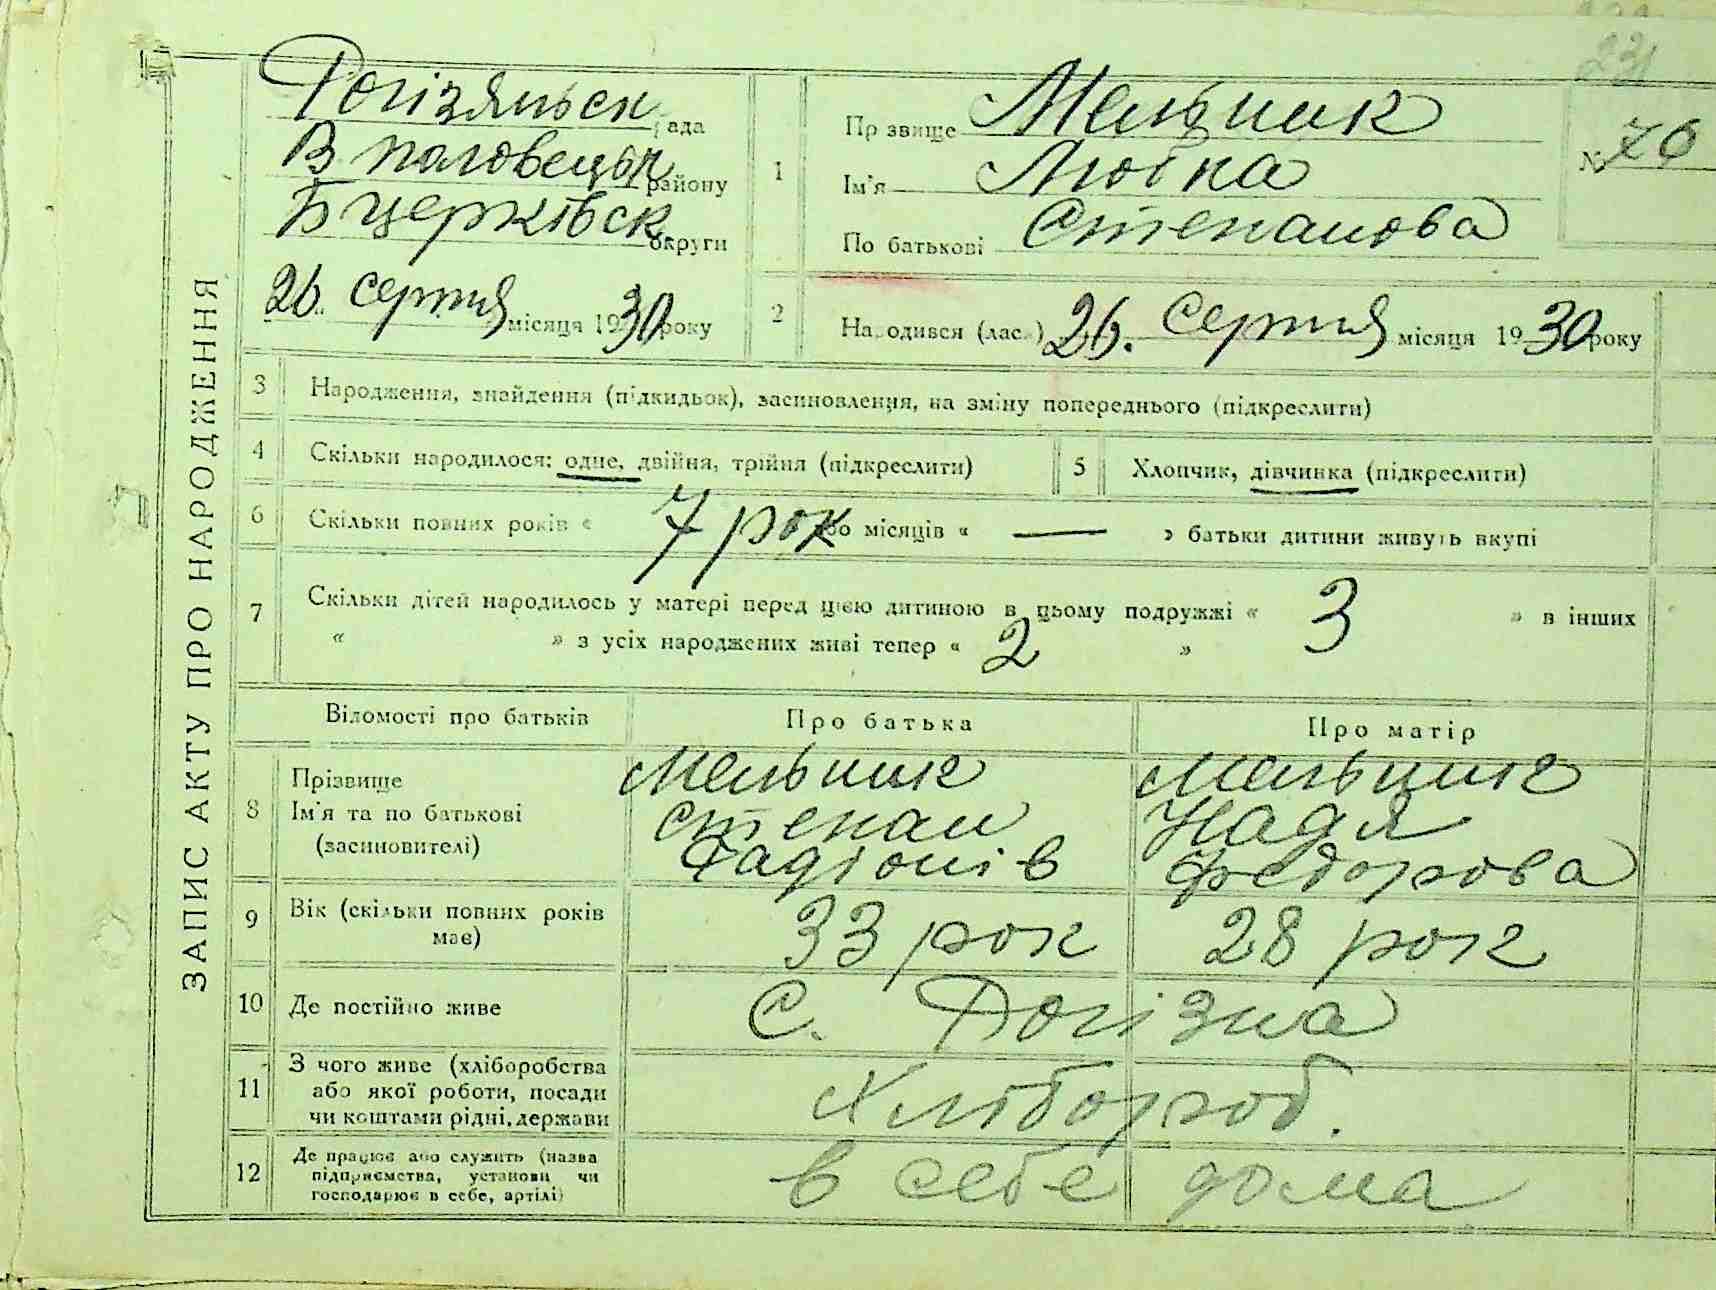 231
ЗАПИС АКТУ ПРО НАРОДЖЕННЯ
Рогізянськ рада
В половецьк району
Бцерківск округи
26 серпня місяця 1930 року
1
Прзвище Мельник
Ім'я Любка
По батькові Степанова
№ 76
2
Народився (лась) 26. серпня місяця 1930 року
3 Народження, знайдення (підкидьок), засиновлення, на зміну попереднього (підкреслити)
4 Скільки народилося: одне, двійня, трійня (підкреслити)
5 Хлопчик, дівчинка (підкреслити)
6 Скільки повних років « 7 рок або місяців « — » батьки дитини живуть вкупі
7 Скільки дітей народилось у матері перед цією дитиною в цьому подружжі « 3 » в інших
« » з усіх народжених живі тепер « 2 »
Відомості про батьків Про батька Про матір
8
Прізвище
Ім'я та по батькові
(засиновителі)
Мельник
Степан
Радіонів
Мельник
Надя
Федорова
9 Вік (скільки повних років
має)
33 рок 28 рок
10 Де постійно живе с. Рогізна
11 З чого живе (хліборобства
або якої роботи, посади
чи коштами рідні, держави
Хлібороб.
12 Де працює або служить (назва
підприємства, установи чи
господарює в себе, артілі)
в себе дома